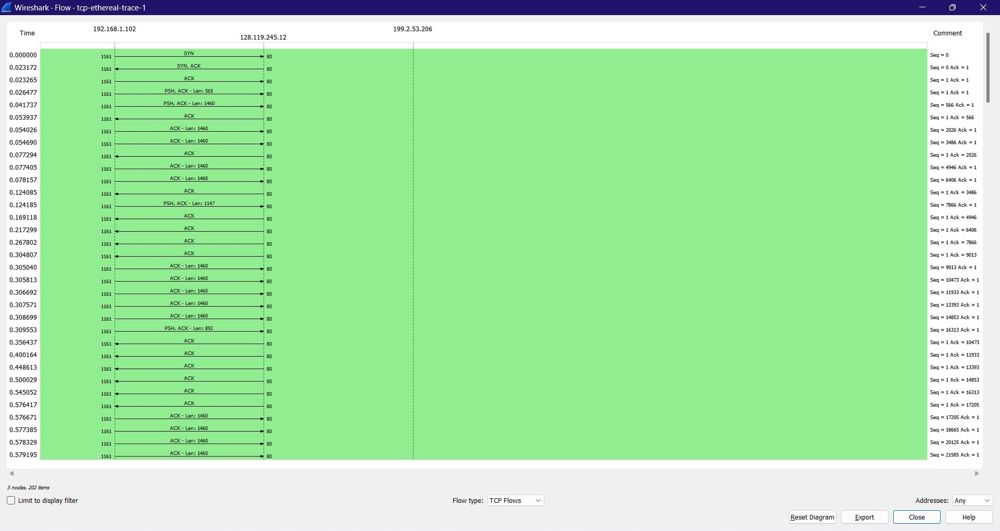 Wireshark · Flow · tcp-ethereal-trace-1
Time 192.168.1.102 128.119.245.12 199.2.53.206 Comment
0.000000 1161 SYN 80 Seq = 0
0.023172 1161 SYN, ACK 80 Seq = 0 Ack = 1
0.023265 1161 ACK 80 Seq = 1 Ack = 1
0.026477 1161 PSH, ACK - Len: 565 80 Seq = 1 Ack = 1
0.041737 1161 PSH, ACK - Len: 1460 80 Seq = 566 Ack = 1
0.053937 1161 ACK 80 Seq = 1 Ack = 566
0.054026 1161 ACK - Len: 1460 80 Seq = 2026 Ack = 1
0.054690 1161 ACK - Len: 1460 80 Seq = 3486 Ack = 1
0.077294 1161 ACK 80 Seq = 1 Ack = 2026
0.077405 1161 ACK - Len: 1460 80 Seq = 4946 Ack = 1
0.078157 1161 ACK - Len: 1460 80 Seq = 6406 Ack = 1
0.124085 1161 ACK 80 Seq = 1 Ack = 3486
0.124185 1161 PSH, ACK - Len: 1147 80 Seq = 7866 Ack = 1
0.169118 1161 ACK 80 Seq = 1 Ack = 4946
0.217299 1161 ACK 80 Seq = 1 Ack = 6406
0.267802 1161 ACK 80 Seq = 1 Ack = 7866
0.304807 1161 ACK 80 Seq = 1 Ack = 9013
0.305040 1161 ACK - Len: 1460 80 Seq = 9013 Ack = 1
0.305813 1161 ACK - Len: 1460 80 Seq = 10473 Ack = 1
0.306692 1161 ACK - Len: 1460 80 Seq = 11933 Ack = 1
0.307571 1161 ACK - Len: 1460 80 Seq = 13393 Ack = 1
0.308699 1161 ACK - Len: 1460 80 Seq = 14853 Ack = 1
0.309553 1161 PSH, ACK - Len: 892 80 Seq = 16313 Ack = 1
0.356437 1161 ACK 80 Seq = 1 Ack = 10473
0.400164 1161 ACK 80 Seq = 1 Ack = 11933
0.448613 1161 ACK 80 Seq = 1 Ack = 13393
0.500029 1161 ACK 80 Seq = 1 Ack = 14853
0.545052 1161 ACK 80 Seq = 1 Ack = 16313
0.576417 1161 ACK 80 Seq = 1 Ack = 17205
0.576671 1161 ACK - Len: 1460 80 Seq = 17205 Ack = 1
0.577385 1161 ACK - Len: 1460 80 Seq = 18665 Ack = 1
0.578329 1161 ACK - Len: 1460 80 Seq = 20125 Ack = 1
0.579195 1161 ACK - Len: 1460 80 Seq = 21585 Ack = 1
3 nodes, 202 items
Limit to display filter Flow type: TCP Flows Addresses: Any
Reset Diagram Export Close Help